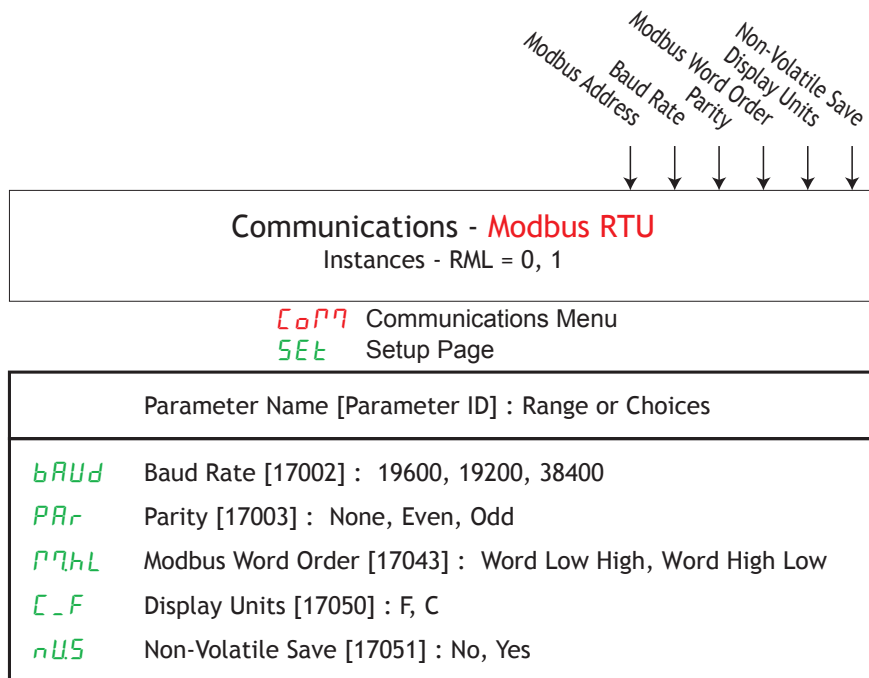 Modbus Address
Baud Rate
Parity
Modbus Word Order
Display Units
Non-Volatile Save
Communications - Modbus RTU
Instances - RML = 0, 1
CoM Communications Menu
SEt Setup Page
Parameter Name [Parameter ID] : Range or Choices
bAUd Baud Rate [17002] : 19600, 19200, 38400
PAr Parity [17003] : None, Even, Odd
M.hL Modbus Word Order [17043] : Word Low High, Word High Low
C_F Display Units [17050] : F, C
nU.S Non-Volatile Save [17051] : No, Yes